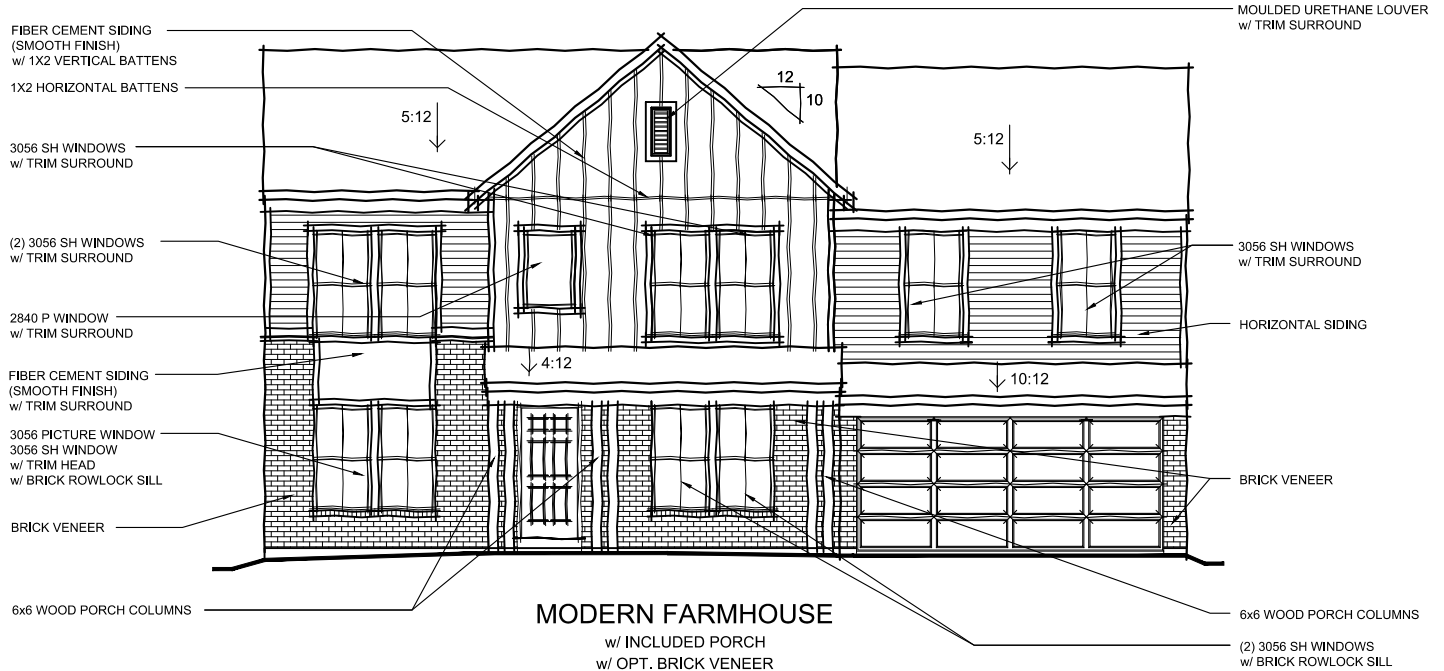 FIBER CEMENT SIDING
(SMOOTH FINISH)
w/ 1X2 VERTICAL BATTENS
1X2 HORIZONTAL BATTENS
3056 SH WINDOWS
w/ TRIM SURROUND
(2) 3056 SH WINDOWS
w/ TRIM SURROUND
2840 P WINDOW
w/ TRIM SURROUND
FIBER CEMENT SIDING
(SMOOTH FINISH)
w/ TRIM SURROUND
3056 PICTURE WINDOW
3056 SH WINDOW
w/ TRIM HEAD
w/ BRICK ROWLOCK SILL
BRICK VENEER
6x6 WOOD PORCH COLUMNS
5:12
12
10
5:12
4:12
10:12
MOULDED URETHANE LOUVER
w/ TRIM SURROUND
3056 SH WINDOWS
w/ TRIM SURROUND
HORIZONTAL SIDING
BRICK VENEER
6x6 WOOD PORCH COLUMNS
(2) 3056 SH WINDOWS
w/ BRICK ROWLOCK SILL
MODERN FARMHOUSE
w/ INCLUDED PORCH
w/ OPT. BRICK VENEER